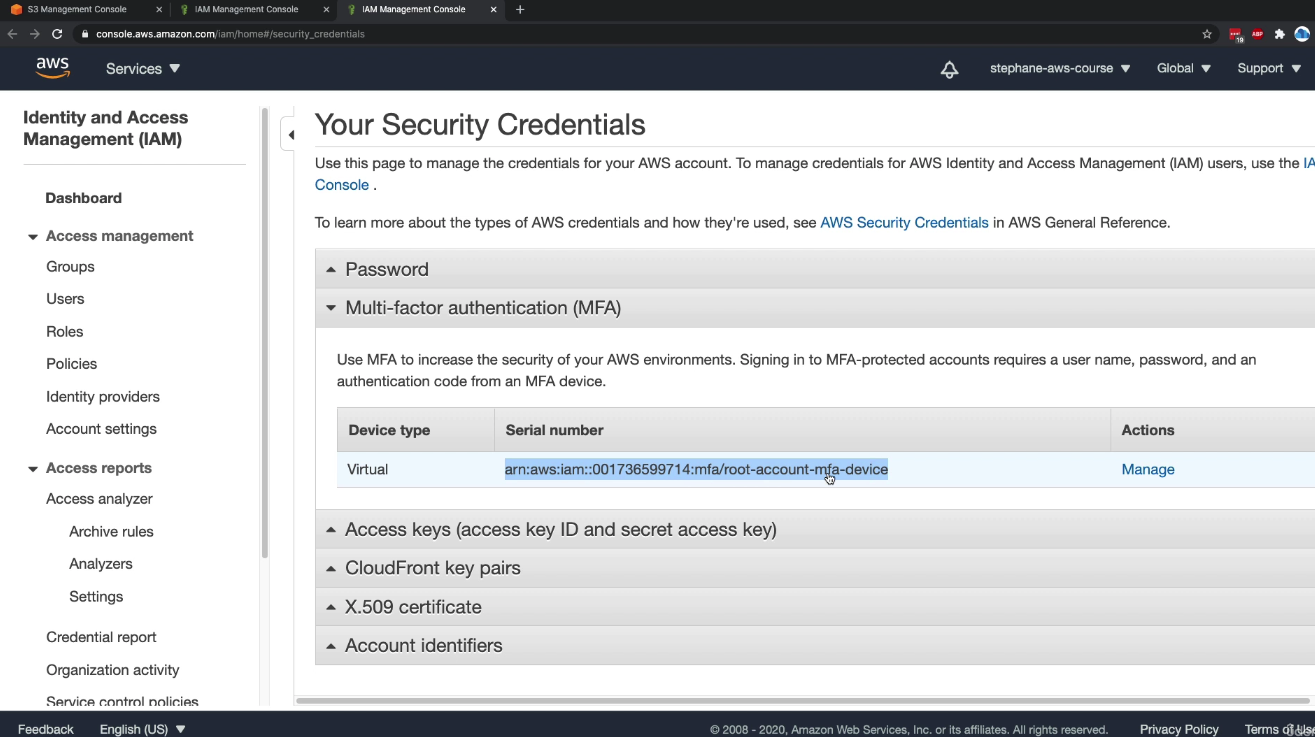 S3 Management Console
IAM Management Console
IAM Management Console
console.aws.amazon.com/iam/home#/security_credentials
19
ABP
aws
Services
stephane-aws-course
Global
Support
Identity and Access
Management (IAM)
Dashboard
Access management
Groups
Users
Roles
Policies
Identity providers
Account settings
Access reports
Access analyzer
Archive rules
Analyzers
Settings
Credential report
Organization activity
Service control policies
Your Security Credentials
Use this page to manage the credentials for your AWS account. To manage credentials for AWS Identity and Access Management (IAM) users, use the IA
Console .
To learn more about the types of AWS credentials and how they're used, see AWS Security Credentials in AWS General Reference.
Password
Multi-factor authentication (MFA)
Use MFA to increase the security of your AWS environments. Signing in to MFA-protected accounts requires a user name, password, and an
authentication code from an MFA device.
Device type Serial number Actions
Virtual arn:aws:iam::001736599714:mfa/root-account-mfa-device Manage
Access keys (access key ID and secret access key)
CloudFront key pairs
X.509 certificate
Account identifiers
Feedback English (US) © 2008 - 2020, Amazon Web Services, Inc. or its affiliates. All rights reserved. Privacy Policy Terms of Use